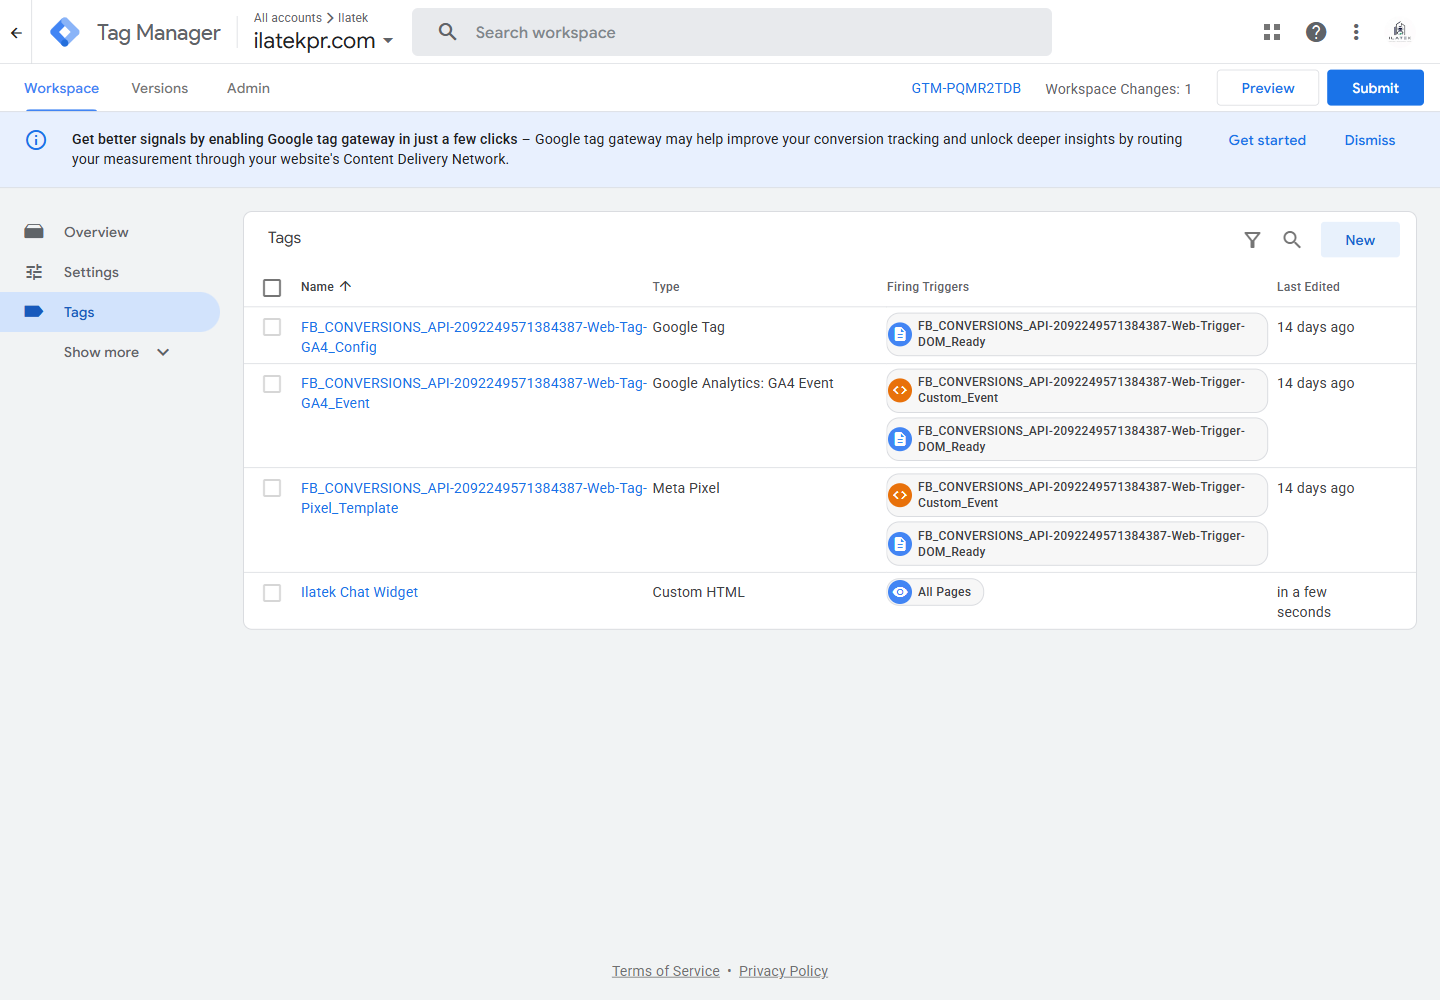 Tag Manager
All accounts > Ilatek
ilatekpr.com
Search workspace
ILATEK
Workspace
Versions
Admin
GTM-PQMR2TDB
Workspace Changes: 1
Preview
Submit
Get better signals by enabling Google tag gateway in just a few clicks – Google tag gateway may help improve your conversion tracking and unlock deeper insights by routing
your measurement through your website's Content Delivery Network.
Get started
Dismiss
Overview
Settings
Tags
Show more
Tags
New
Name
Type
Firing Triggers
Last Edited
FB_CONVERSIONS_API-2092249571384387-Web-Tag-
GA4_Config
Google Tag
FB_CONVERSIONS_API-2092249571384387-Web-Trigger-
DOM_Ready
14 days ago
FB_CONVERSIONS_API-2092249571384387-Web-Tag-
GA4_Event
Google Analytics: GA4 Event
FB_CONVERSIONS_API-2092249571384387-Web-Trigger-
Custom_Event
FB_CONVERSIONS_API-2092249571384387-Web-Trigger-
DOM_Ready
14 days ago
FB_CONVERSIONS_API-2092249571384387-Web-Tag-
Pixel_Template
Meta Pixel
FB_CONVERSIONS_API-2092249571384387-Web-Trigger-
Custom_Event
FB_CONVERSIONS_API-2092249571384387-Web-Trigger-
DOM_Ready
14 days ago
Ilatek Chat Widget
Custom HTML
All Pages
in a few
seconds
Terms of Service • Privacy Policy